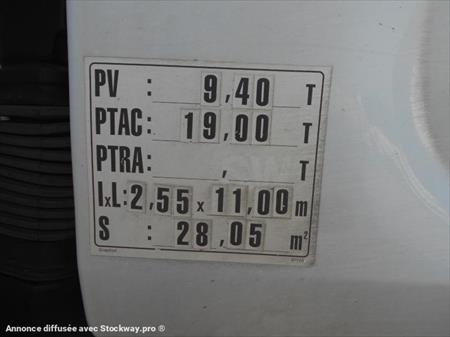 PV : 9,40 T
PTAC: 19,00 T
PTRA: , T
lxL: 2,55 x 11,00 m
S : 28,05 m²
Annonce diffusée avec Stockway.pro ®